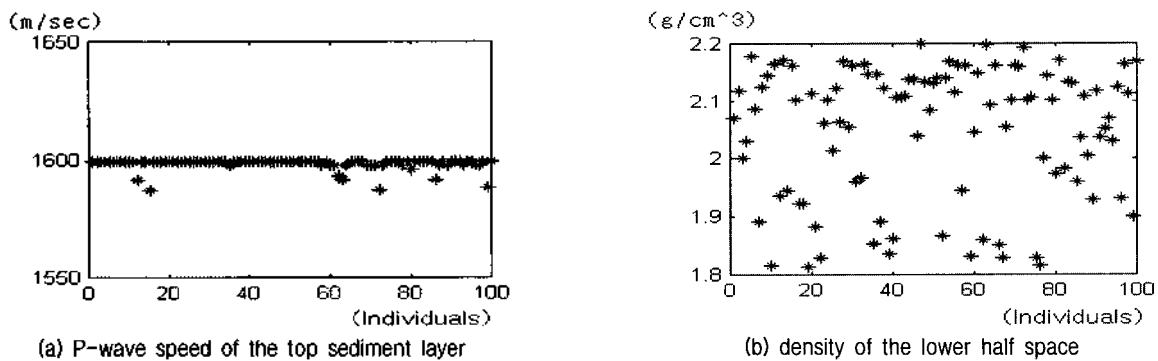 (m/sec)
1650
1600
1550
0 20 40 60 80 100
(Individuals)
(a) P-wave speed of the top sediment layer
(g/cm^3)
2.2
2.1
2
1.9
1.8
0 20 40 60 80 100
(Individuals)
(b) density of the lower half space